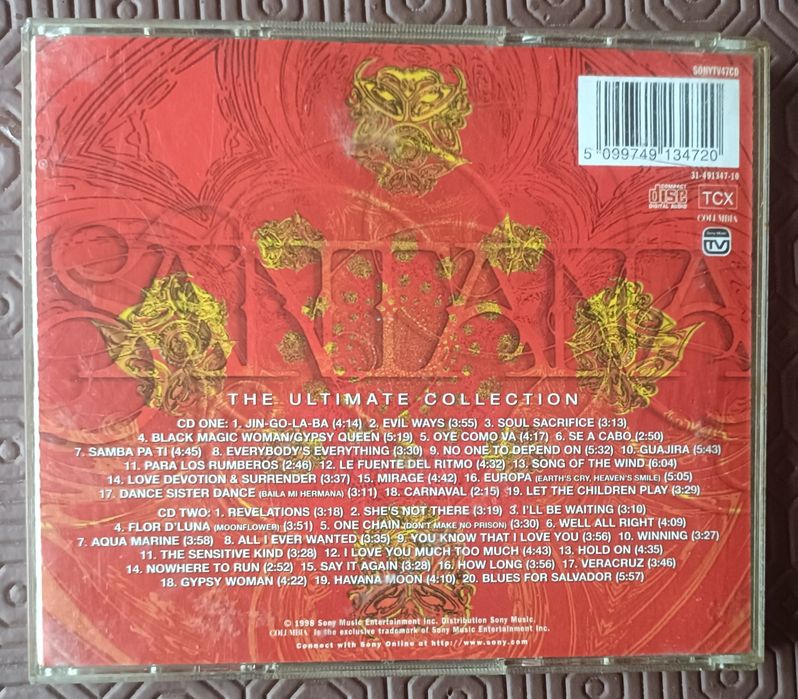 SONYTV47CD
5 099749 134720
31-491347-10
COMPACT
disc
DIGITAL AUDIO
TCX
COLUMBIA
Sony Music
TV
SANTANA
THE ULTIMATE COLLECTION
CD ONE: 1. JIN-GO-LA-BA (4:14) 2. EVIL WAYS (3:55) 3. SOUL SACRIFICE (3:13)
4. BLACK MAGIC WOMAN/GYPSY QUEEN (5:19) 5. OYE COMO VA (4:17) 6. SE A CABO (2:50)
7. SAMBA PA TI (4:45) 8. EVERYBODY'S EVERYTHING (3:30) 9. NO ONE TO DEPEND ON (5:32) 10. GUAJIRA (5:43)
11. PARA LOS RUMBEROS (2:46) 12. LE FUENTE DEL RITMO (4:32) 13. SONG OF THE WIND (6:04)
14. LOVE DEVOTION & SURRENDER (3:37) 15. MIRAGE (4:42) 16. EUROPA (EARTH'S CRY, HEAVEN'S SMILE) (5:05)
17. DANCE SISTER DANCE (BAILA MI HERMANA) (3:11) 18. CARNAVAL (2:15) 19. LET THE CHILDREN PLAY (3:29)
CD TWO: 1. REVELATIONS (3:18) 2. SHE'S NOT THERE (3:19) 3. I'LL BE WAITING (3:10)
4. FLOR D'LUNA (MOONFLOWER) (3:51) 5. ONE CHAIN (DON'T MAKE NO PRISON) (3:30) 6. WELL ALL RIGHT (4:09)
7. AQUA MARINE (3:58) 8. ALL I EVER WANTED (3:35) 9. YOU KNOW THAT I LOVE YOU (3:56) 10. WINNING (3:27)
11. THE SENSITIVE KIND (3:28) 12. I LOVE YOU MUCH TOO MUCH (4:43) 13. HOLD ON (4:35)
14. NOWHERE TO RUN (3:52) 15. SAY IT AGAIN (3:28) 16. HOW LONG (3:56) 17. VERACRUZ (3:46)
18. GYPSY WOMAN (4:22) 19. HAVANA MOON (4:10) 20. BLUES FOR SALVADOR (5:57)
© 1998 Sony Music Entertainment Inc. Distribution Sony Music.
COLUMBIA is the exclusive trademark of Sony Music Entertainment Inc.
Connect with Sony Online at http://www.sony.com